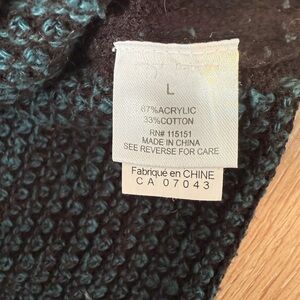 L
67%ACRYLIC
33%COTTON
RN# 115151
MADE IN CHINA
SEE REVERSE FOR CARE
Fabriqué en CHINE
CA 07043